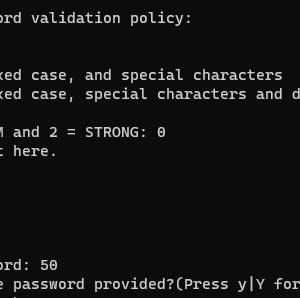 ord validation policy:
xed case, and special characters
xed case, special characters and d
M and 2 = STRONG: 0
t here.
ord: 50
e password provided?(Press y|Y for